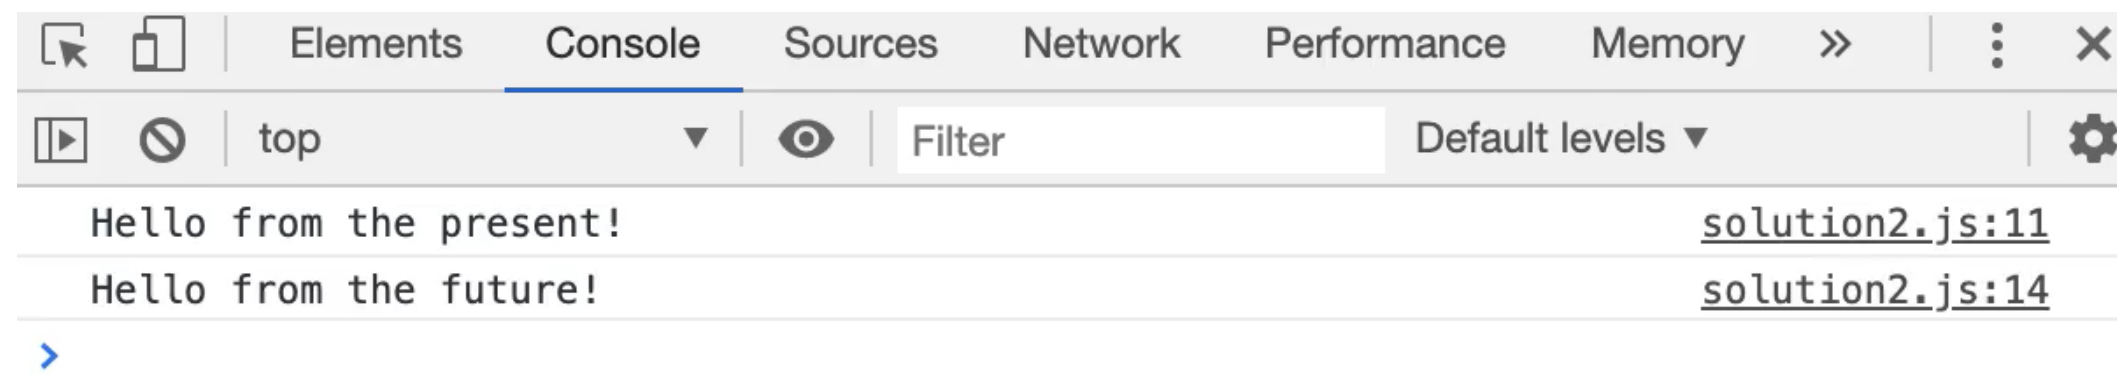 Elements Console Sources Network Performance Memory
top Filter Default levels
Hello from the present! solution2.js:11
Hello from the future! solution2.js:14